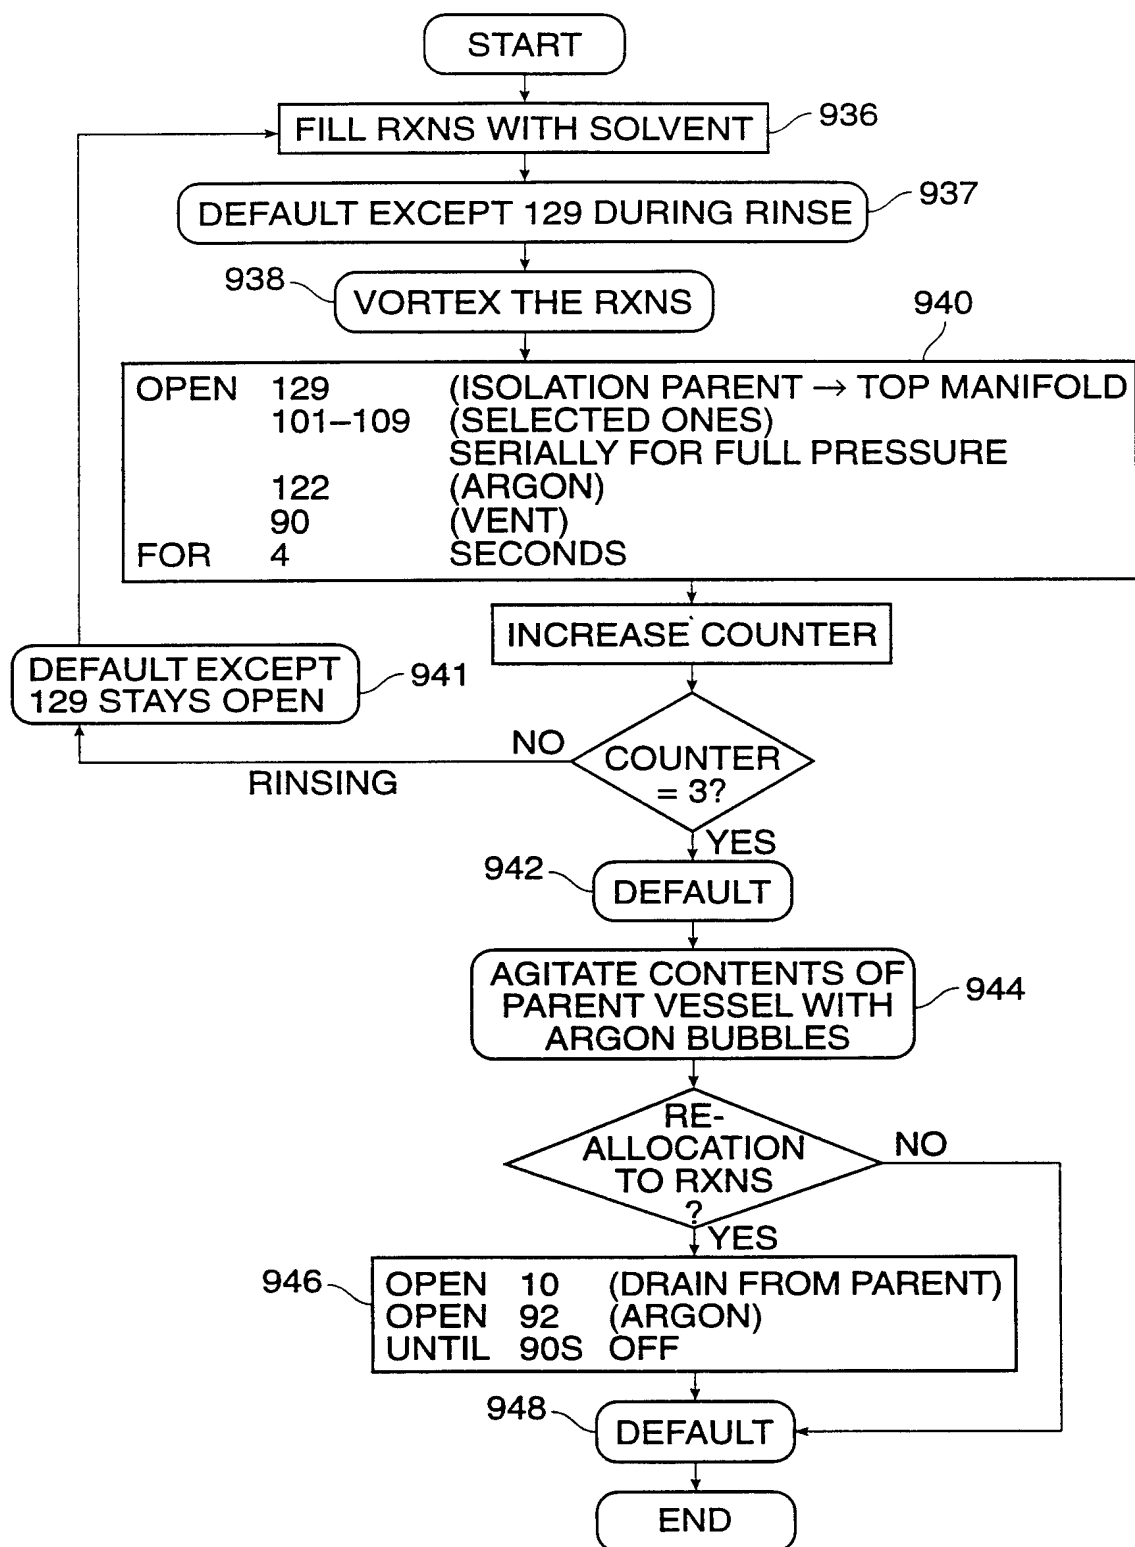 START
FILL RXNS WITH SOLVENT
936
DEFAULT EXCEPT 129 DURING RINSE
937
938
VORTEX THE RXNS
940
OPEN 129 (ISOLATION PARENT → TOP MANIFOLD
101–109 (SELECTED ONES)
SERIALLY FOR FULL PRESSURE
122 (ARGON)
90 (VENT)
FOR 4 SECONDS
INCREASE COUNTER
DEFAULT EXCEPT
129 STAYS OPEN
941
NO
RINSING
COUNTER
= 3?
YES
942
DEFAULT
AGITATE CONTENTS OF
PARENT VESSEL WITH
ARGON BUBBLES
944
RE-
ALLOCATION
TO RXNS
?
NO
YES
946
OPEN 10 (DRAIN FROM PARENT)
OPEN 92 (ARGON)
UNTIL 90S OFF
948
DEFAULT
END